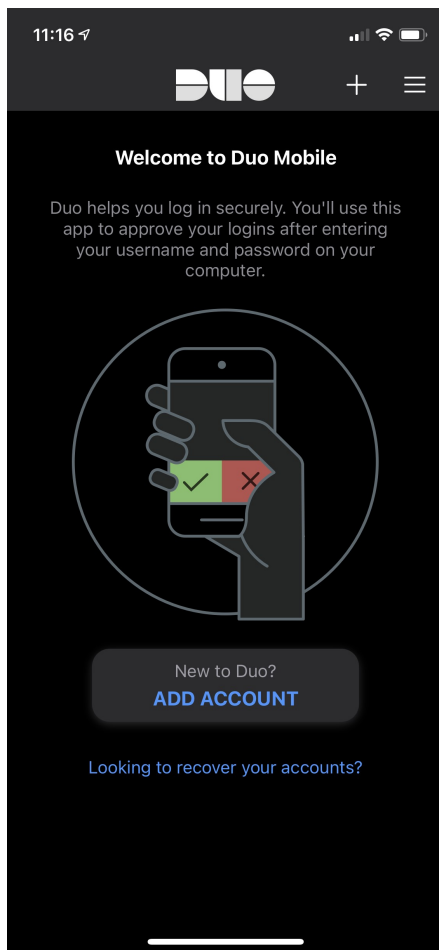 11:16
DUO
Welcome to Duo Mobile
Duo helps you log in securely. You'll use this
app to approve your logins after entering
your username and password on your
computer.
New to Duo?
ADD ACCOUNT
Looking to recover your accounts?